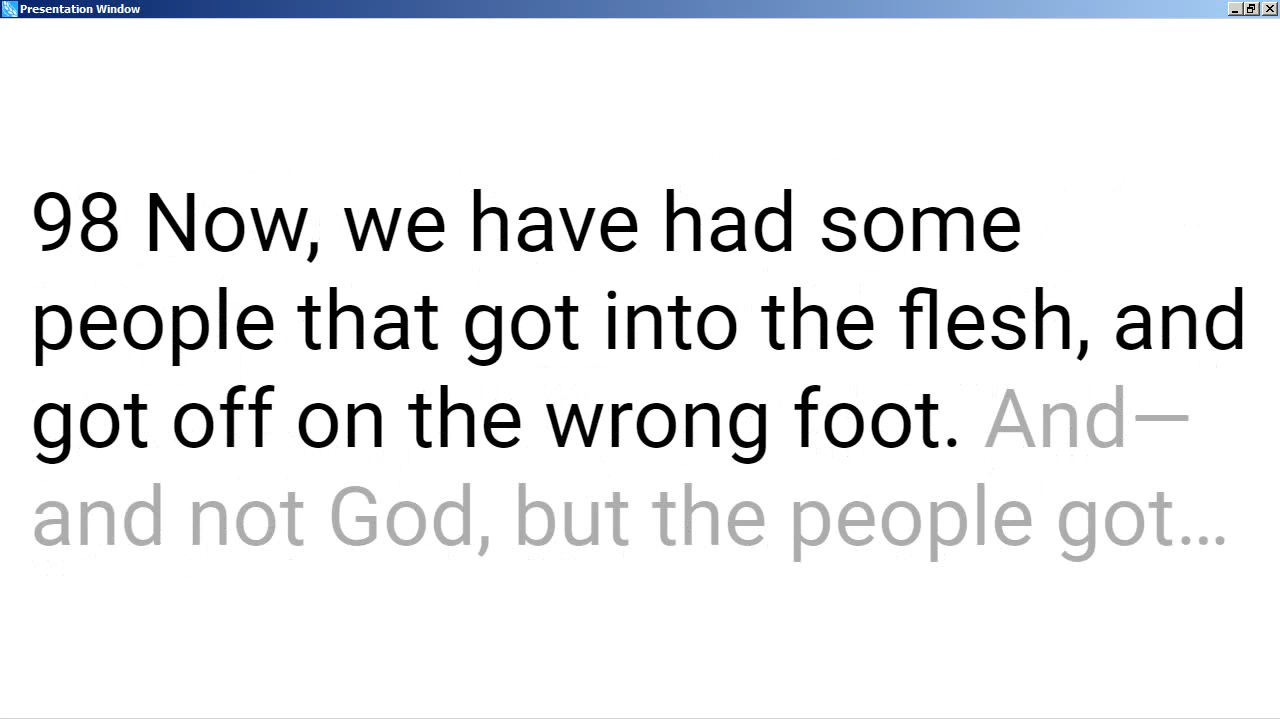 Presentation Window
98 Now, we have had some
people that got into the flesh, and
got off on the wrong foot. And—
and not God, but the people got…